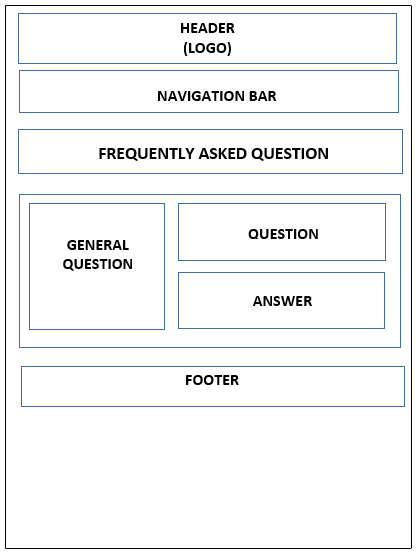 HEADER
(LOGO)
NAVIGATION BAR
FREQUENTLY ASKED QUESTION
GENERAL
QUESTION
QUESTION
ANSWER
FOOTER